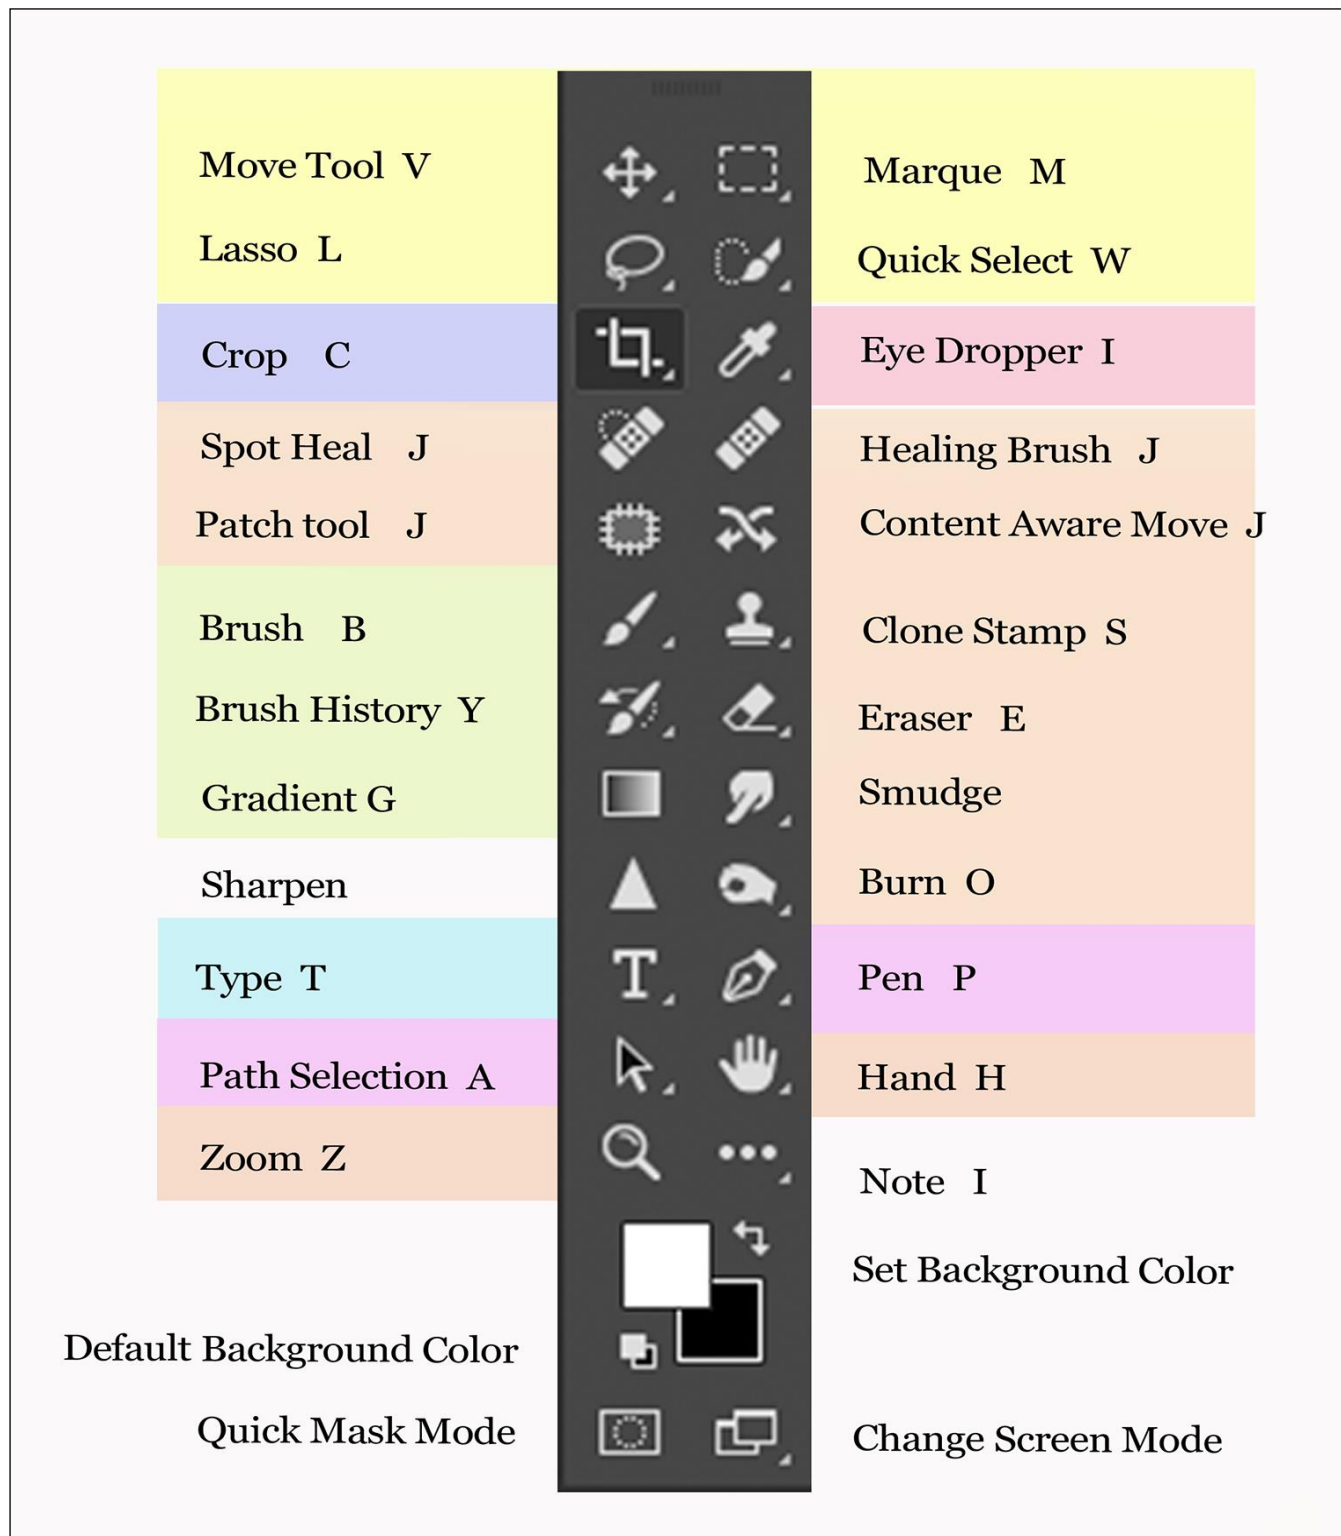 Move Tool V
Marque M
Lasso L
Quick Select W
Crop C
Eye Dropper I
Spot Heal J
Healing Brush J
Patch tool J
Content Aware Move J
Brush B
Clone Stamp S
Brush History Y
Eraser E
Gradient G
Smudge
Sharpen
Burn O
Type T
Pen P
Path Selection A
Hand H
Zoom Z
Note I
Set Background Color
Default Background Color
Quick Mask Mode
Change Screen Mode